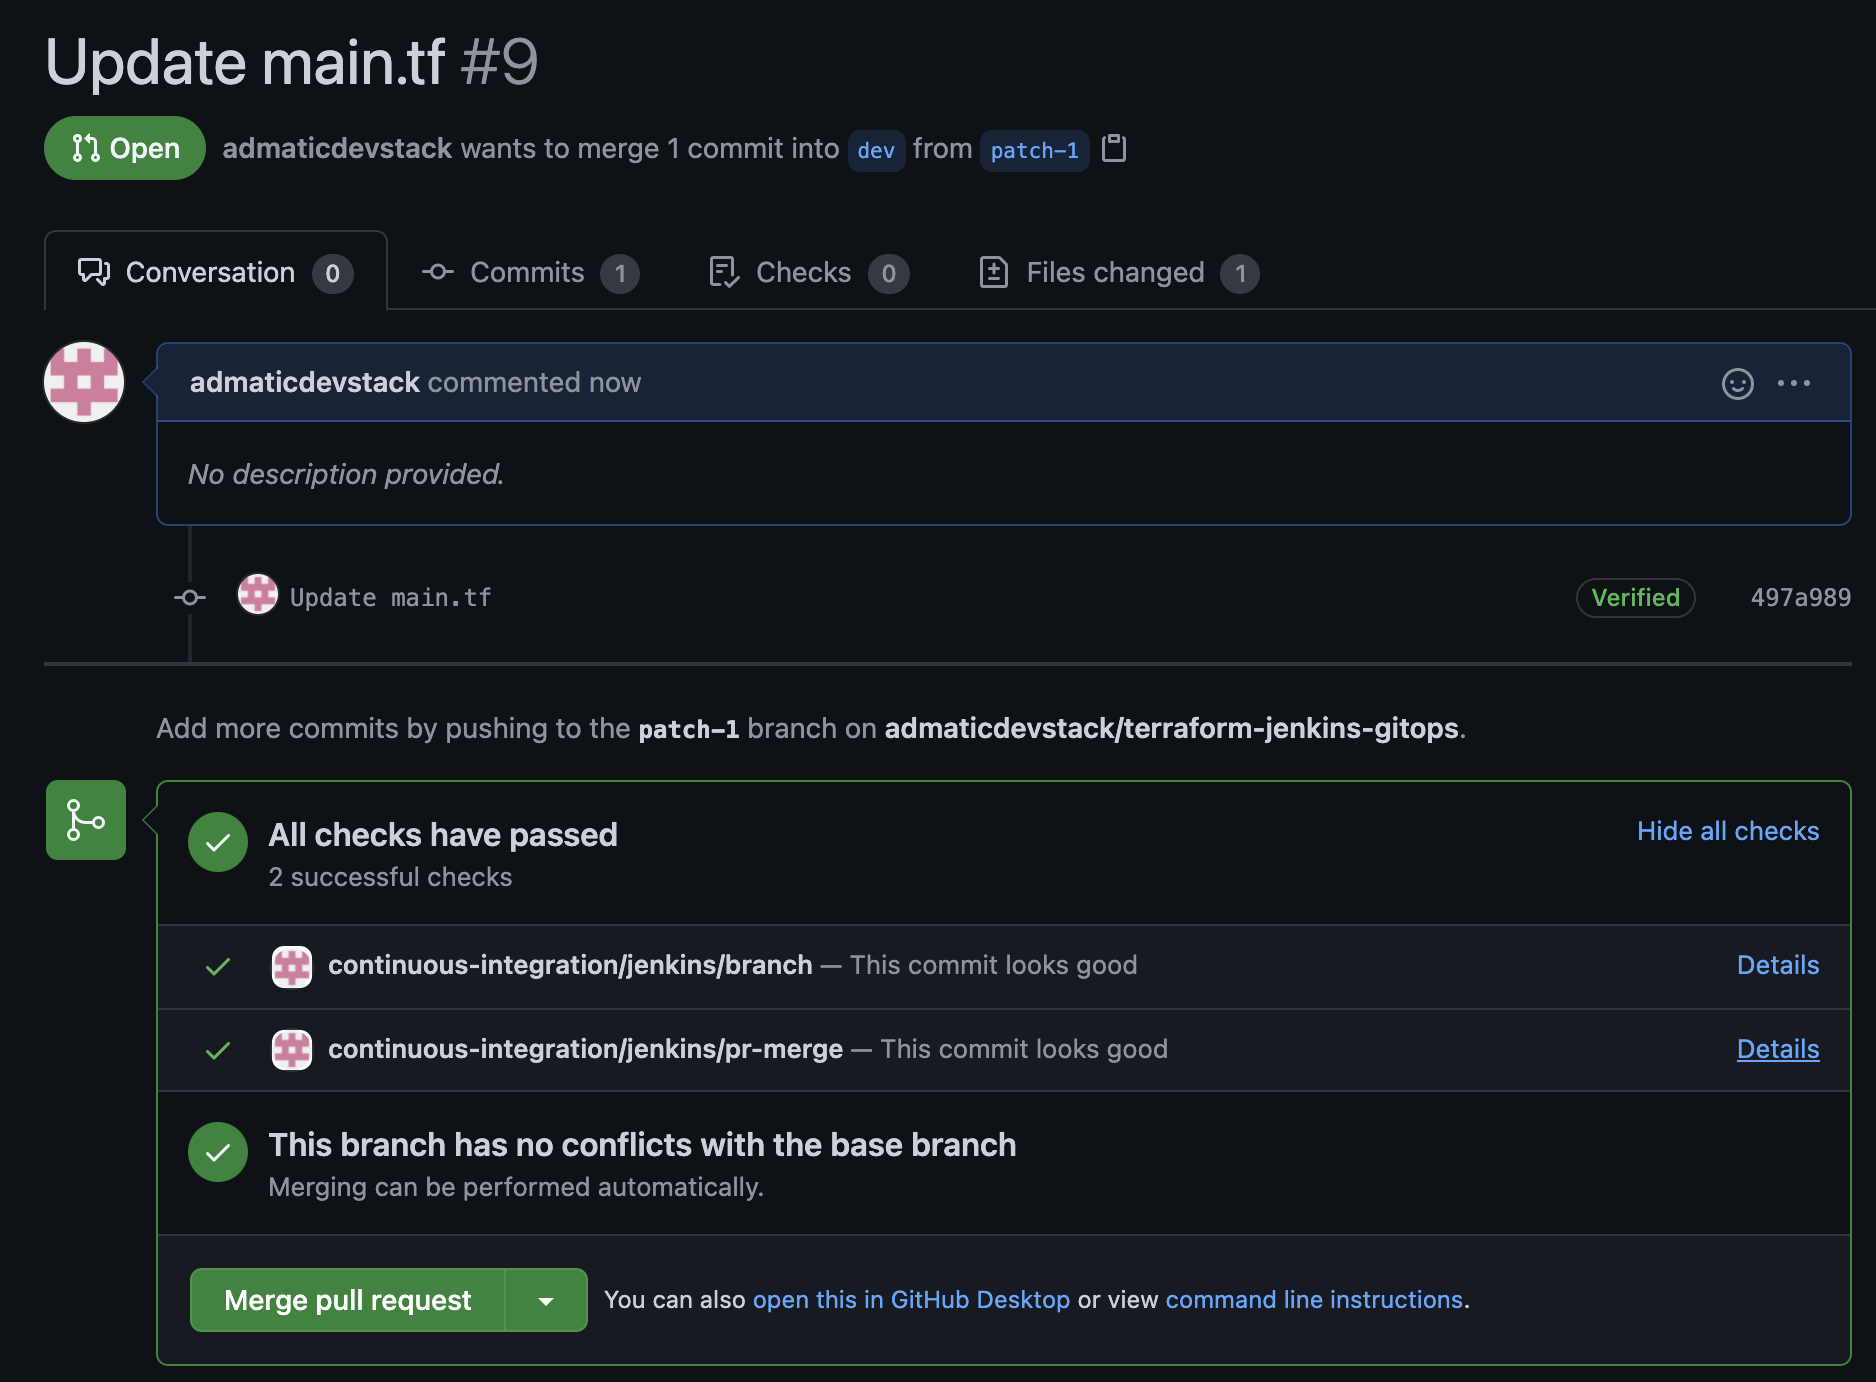 Update main.tf #9
Open admaticdevstack wants to merge 1 commit into dev from patch-1
Conversation 0 Commits 1 Checks 0 Files changed 1
admaticdevstack commented now
No description provided.
Update main.tf Verified 497a989
Add more commits by pushing to the patch-1 branch on admaticdevstack/terraform-jenkins-gitops.
All checks have passed Hide all checks
2 successful checks
continuous-integration/jenkins/branch — This commit looks good Details
continuous-integration/jenkins/pr-merge — This commit looks good Details
This branch has no conflicts with the base branch
Merging can be performed automatically.
Merge pull request You can also open this in GitHub Desktop or view command line instructions.